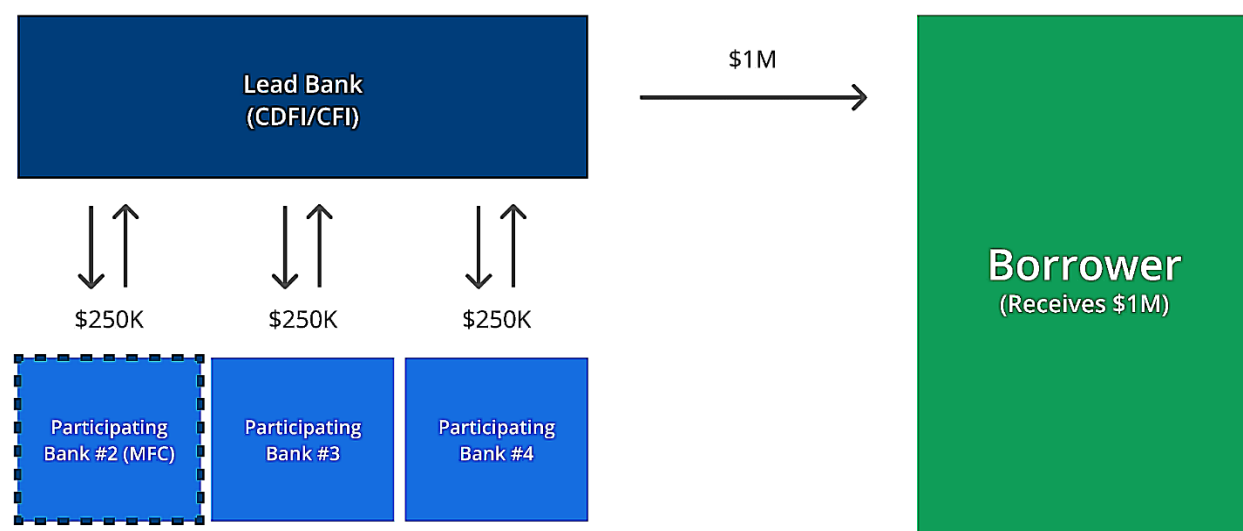 Lead Bank
(CDFI/CFI)
$1M
Borrower
(Receives $1M)
$250K
$250K
$250K
Participating
Bank #2 (MFC)
Participating
Bank #3
Participating
Bank #4